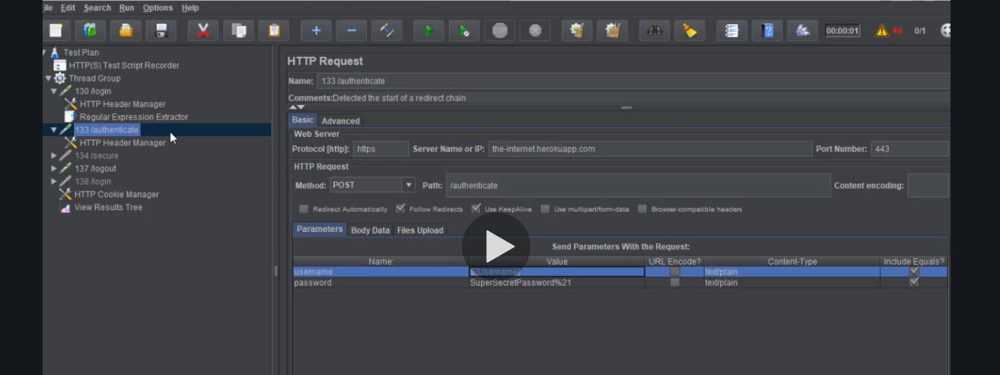 ile Edit Search Run Options Help
00:00:01 49 0/1
Test Plan
HTTP(S) Test Script Recorder
Thread Group
130 /login
HTTP Header Manager
Regular Expression Extractor
133 /authenticate
HTTP Header Manager
134 /secure
137 /logout
138 /login
HTTP Cookie Manager
View Results Tree
HTTP Request
Name: 133 /authenticate
Comments:Detected the start of a redirect chain
Basic Advanced
Web Server
Protocol [http]: https Server Name or IP: the-internet.herokuapp.com Port Number: 443
HTTP Request
Method: POST Path: /authenticate Content encoding:
Redirect Automatically Follow Redirects Use KeepAlive Use multipart/form-data Browser-compatible headers
Parameters Body Data Files Upload
Send Parameters With the Request:
Name: Value URL Encode? Content-Type Include Equals?
username ${Username} text/plain
password SuperSecretPassword%21 text/plain